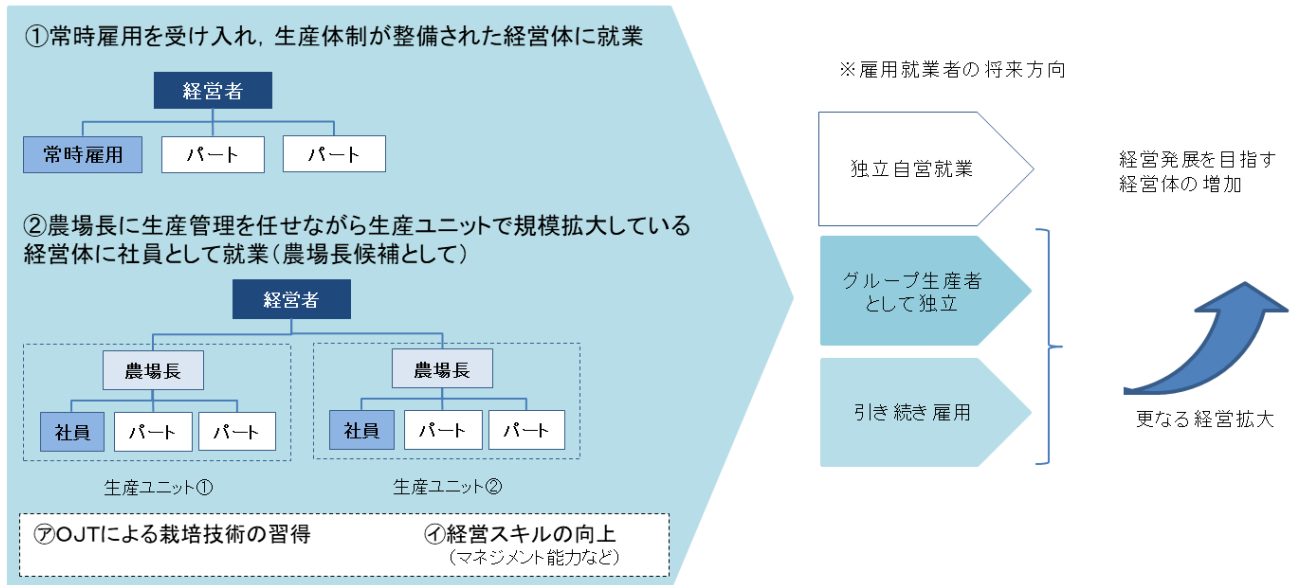 ①常時雇用を受け入れ，生産体制が整備された経営体に就業
経営者
常時雇用
パート
パート
②農場長に生産管理を任せながら生産ユニットで規模拡大している
経営体に社員として就業（農場長候補として）
経営者
農場長
社員
パート
パート
生産ユニット①
農場長
社員
パート
パート
生産ユニット②
㋐OJTによる栽培技術の習得
㋑経営スキルの向上
（マネジメント能力など）
※雇用就業者の将来方向
独立自営就業
グループ生産者
として独立
引き続き雇用
経営発展を目指す
経営体の増加
更なる経営拡大